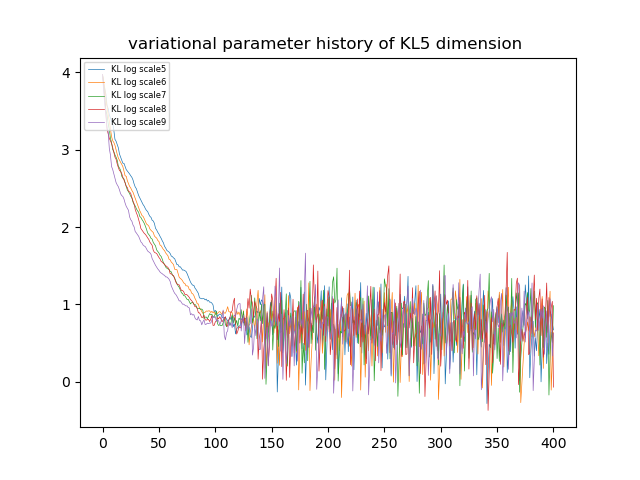 variational parameter history of KL5 dimension
KL log scale5
KL log scale6
KL log scale7
KL log scale8
KL log scale9
4
3
2
1
0
0 50 100 150 200 250 300 350 400